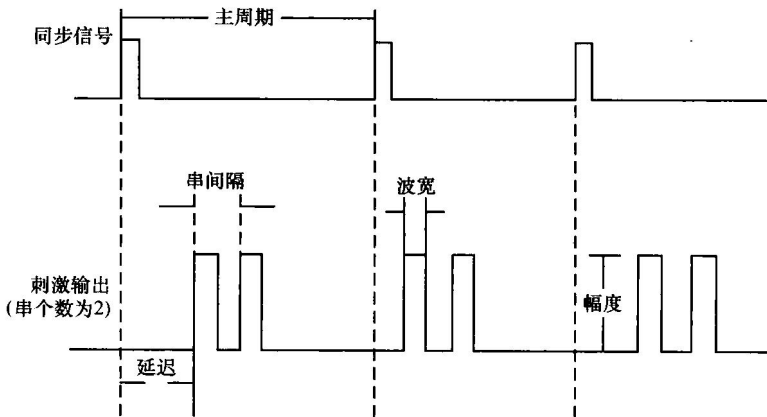 主周期
同步信号
串间隔
波宽
刺激输出
(串个数为2)
幅度
延迟